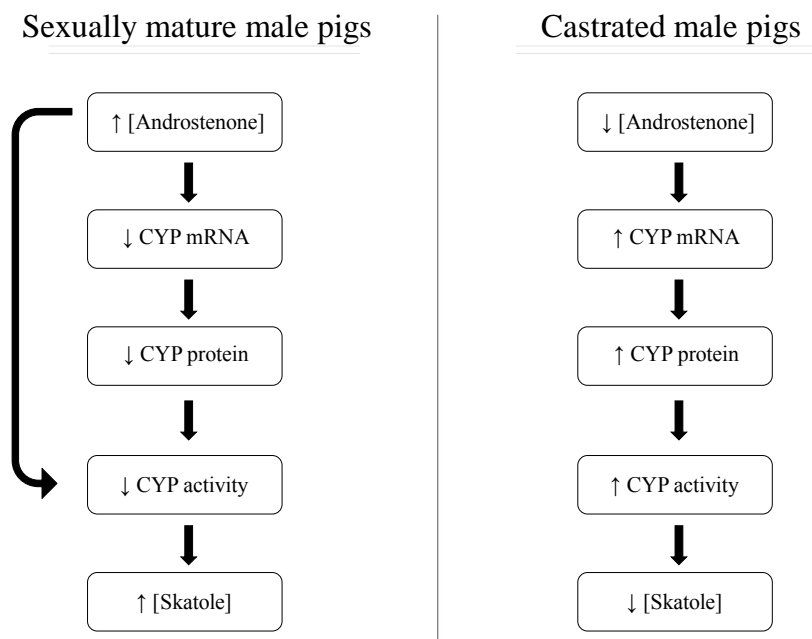 Sexually mature male pigs
↑ [Androstenone]
↓ CYP mRNA
↓ CYP protein
↓ CYP activity
↑ [Skatole]
Castrated male pigs
↓ [Androstenone]
↑ CYP mRNA
↑ CYP protein
↑ CYP activity
↓ [Skatole]